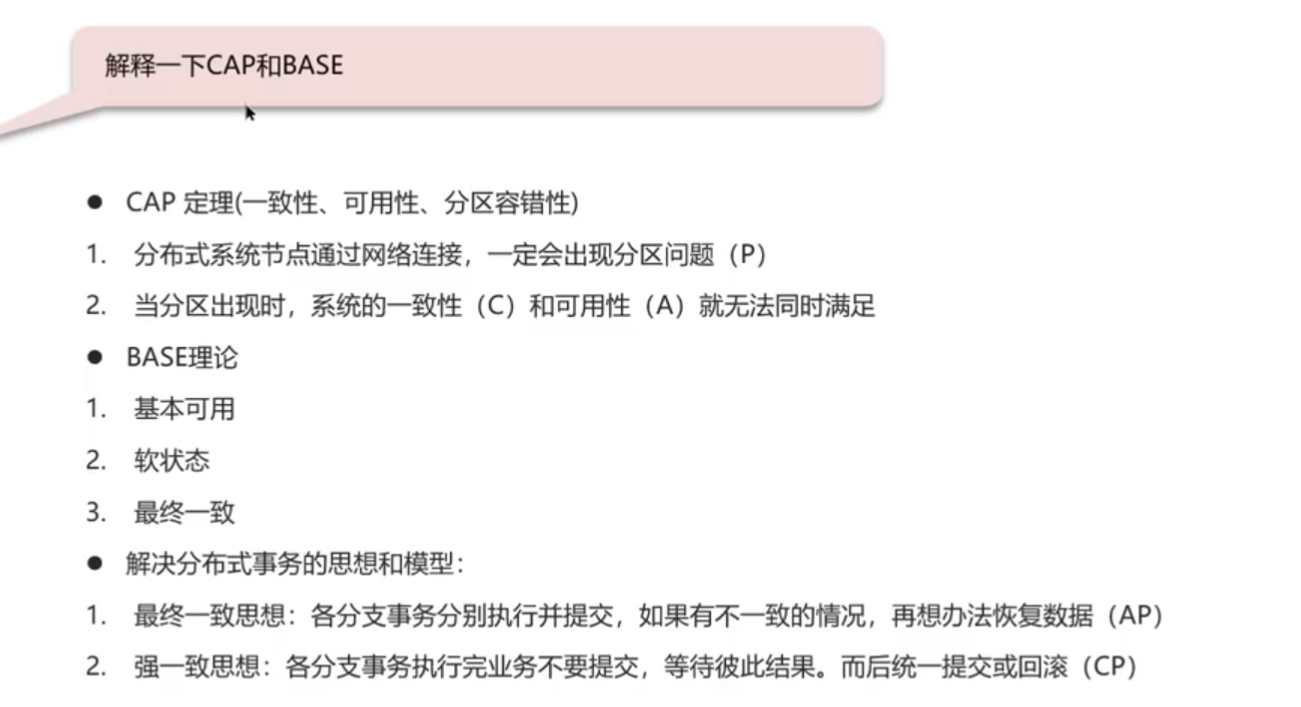 解释一下CAP和BASE
● CAP 定理(一致性、可用性、分区容错性)
1. 分布式系统节点通过网络连接，一定会出现分区问题（P）
2. 当分区出现时，系统的一致性（C）和可用性（A）就无法同时满足
● BASE理论
1. 基本可用
2. 软状态
3. 最终一致
● 解决分布式事务的思想和模型：
1. 最终一致思想：各分支事务分别执行并提交，如果有不一致的情况，再想办法恢复数据（AP）
2. 强一致思想：各分支事务执行完业务不要提交，等待彼此结果。而后统一提交或回滚（CP）